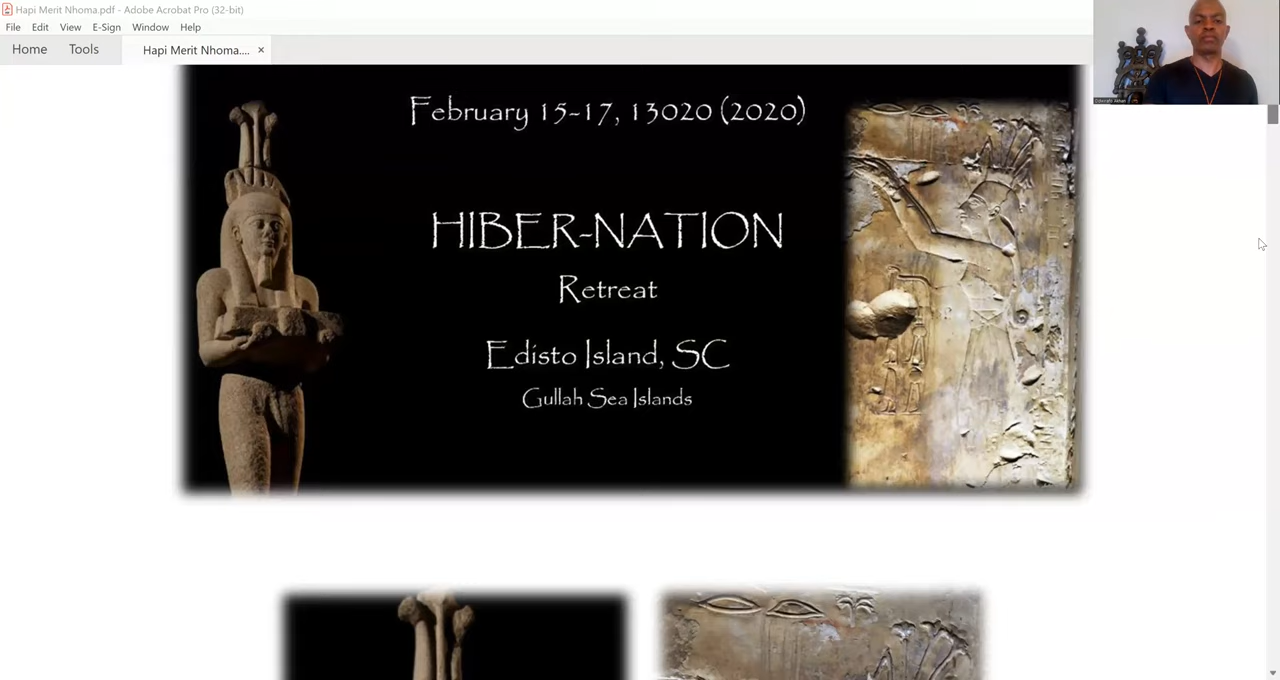 Hapi Merit Nhoma.pdf - Adobe Acrobat Pro (32-bit)
File Edit View E-Sign Window Help
Home Tools Hapi Merit Nhoma.... ×
February 15-17, 13020 (2020)
HIBER-NATION
Retreat
Edisto Island, SC
Gullah Sea Islands